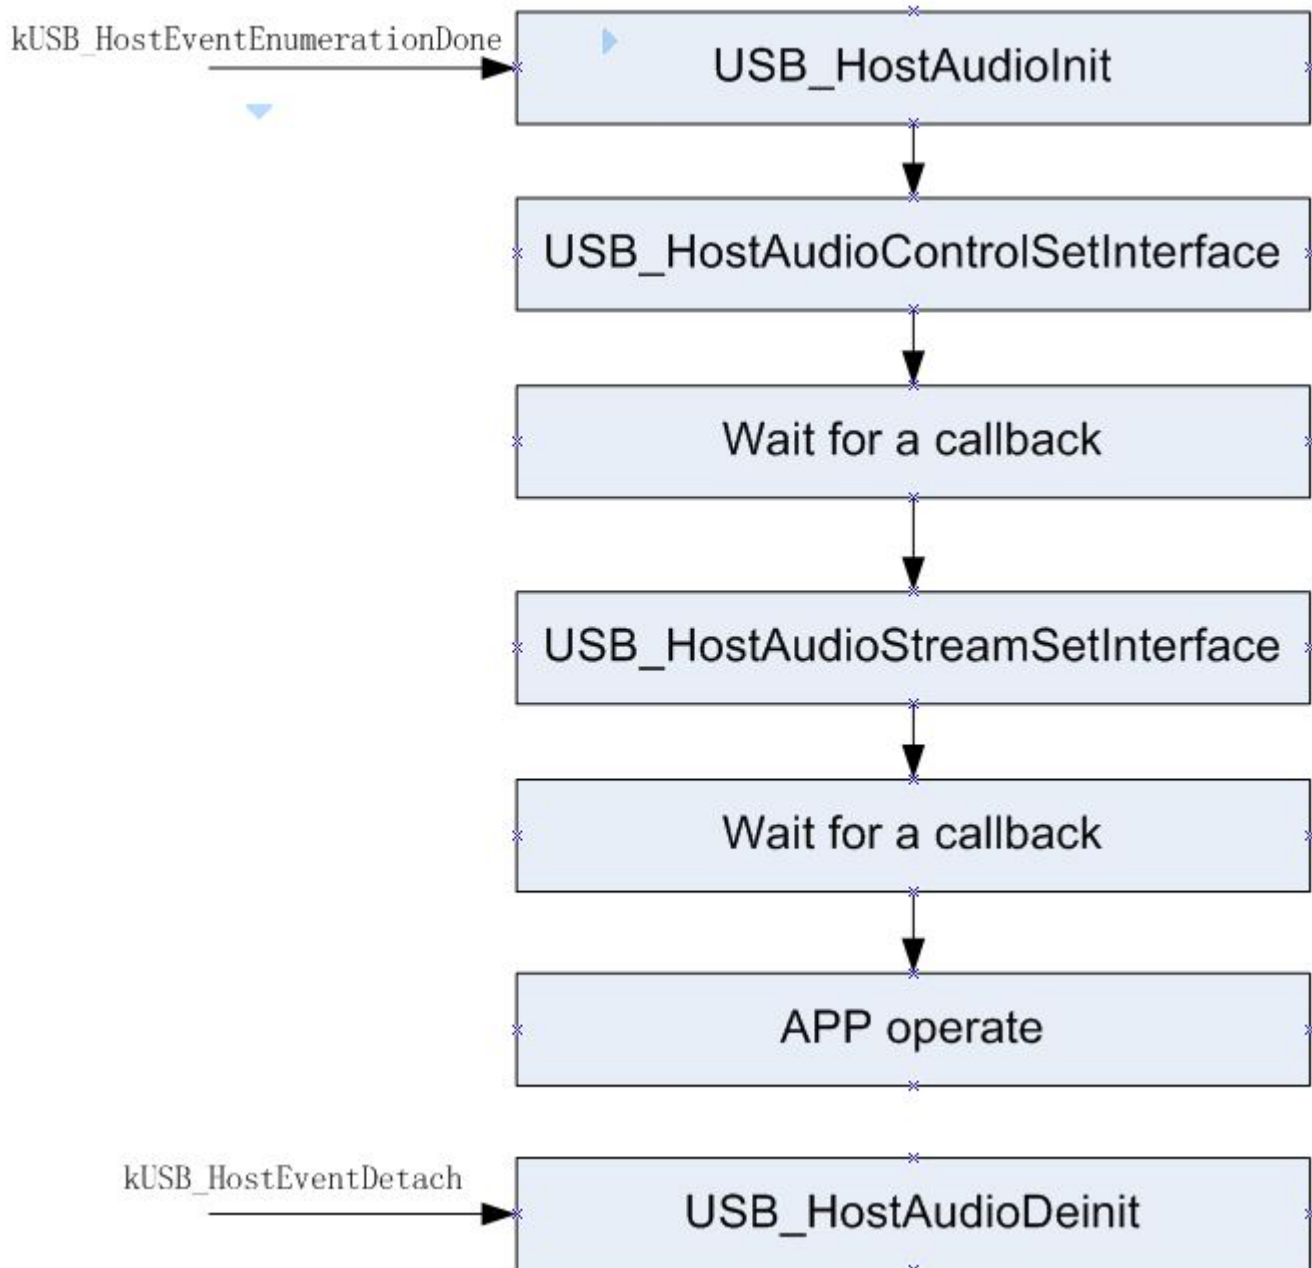 kUSB_HostEventEnumerationDone
USB_HostAudioInit
USB_HostAudioControlSetInterface
Wait for a callback
USB_HostAudioStreamSetInterface
Wait for a callback
APP operate
kUSB_HostEventDetach
USB_HostAudioDeinit